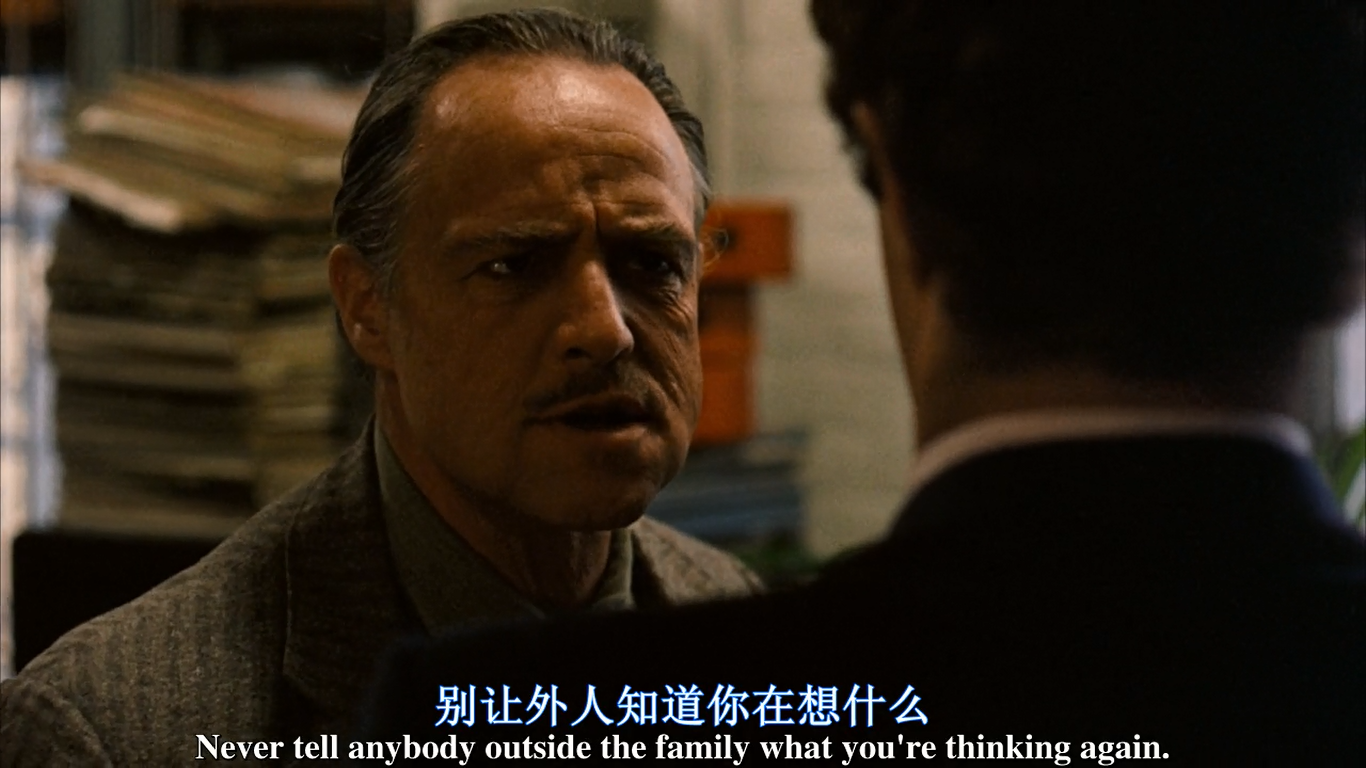 别让外人知道你在想什么
Never tell anybody outside the family what you're thinking again.